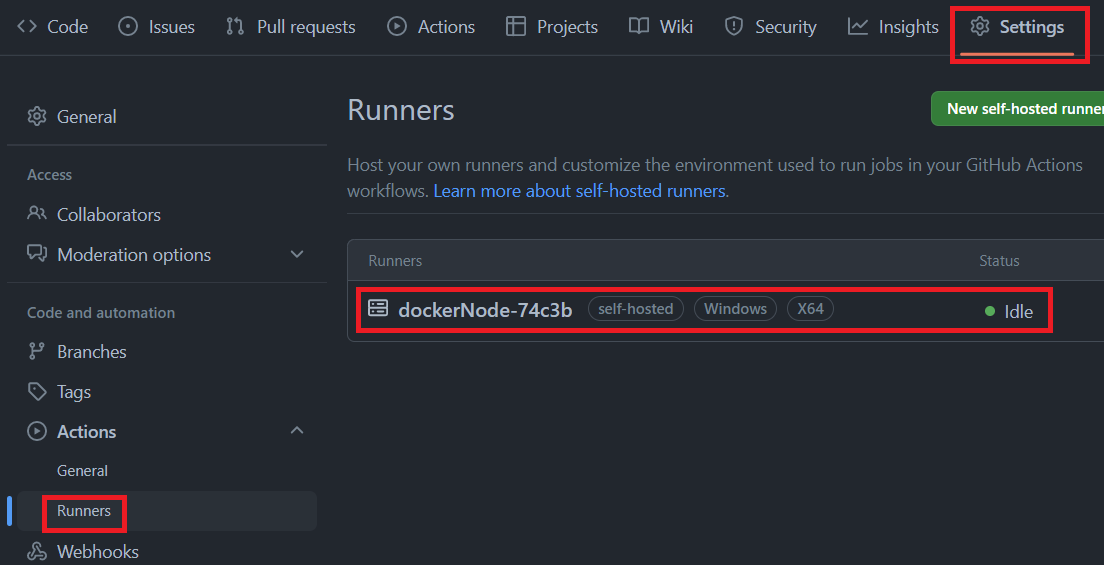 Code Issues Pull requests Actions Projects Wiki Security Insights Settings
General
Access
Collaborators
Moderation options
Code and automation
Branches
Tags
Actions
General
Runners
Webhooks
Runners
New self-hosted runner
Host your own runners and customize the environment used to run jobs in your GitHub Actions
workflows. Learn more about self-hosted runners.
Runners Status
dockerNode-74c3b self-hosted Windows X64 Idle